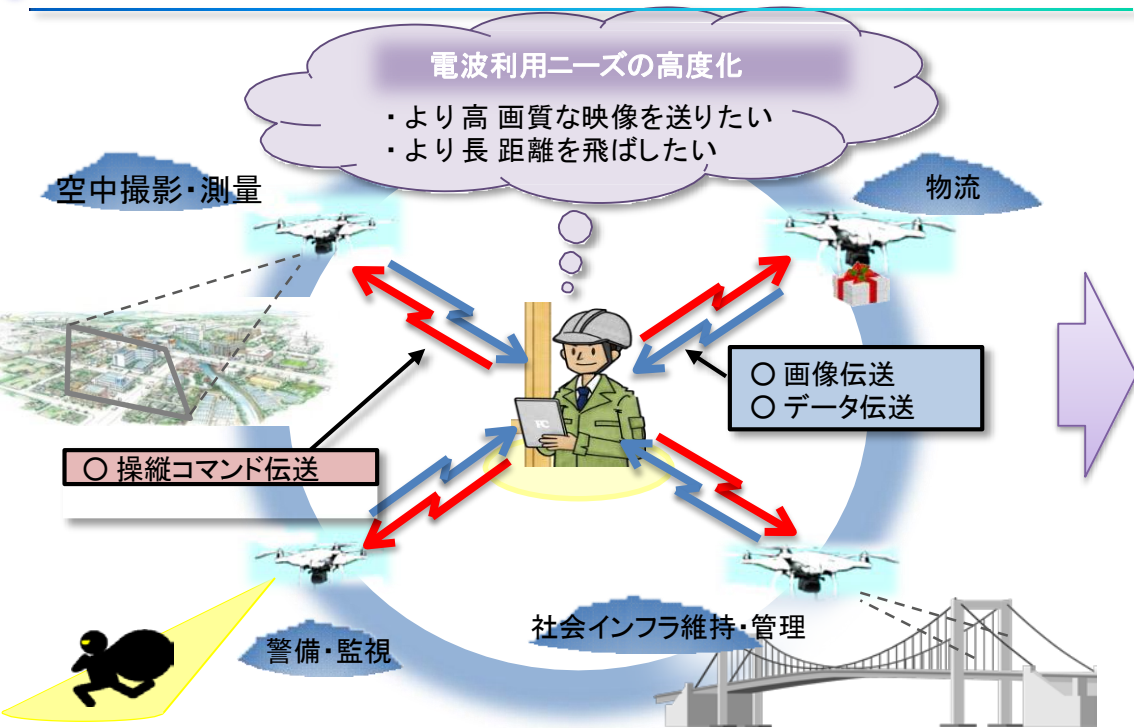 電波利用ニーズの高度化
・より高 画質な映像を送りたい
・より長 距離を飛ばしたい
空中撮影・測量
物流
〇 画像伝送
〇 データ伝送
〇 操縦コマンド伝送
社会インフラ維持・管理
警備・監視